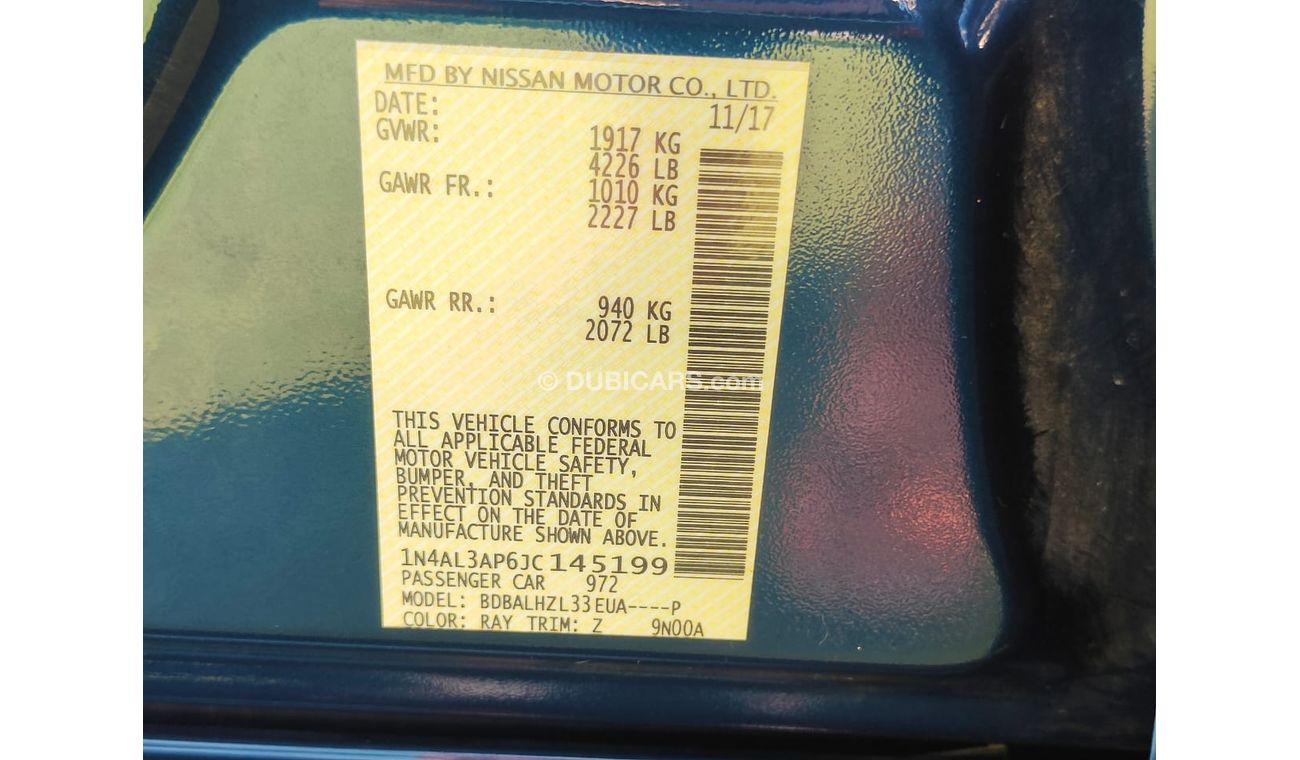 MFD BY NISSAN MOTOR CO., LTD.
DATE: 11/17
GVWR: 1917 KG
4226 LB
GAWR FR.: 1010 KG
2227 LB
GAWR RR.: 940 KG
2072 LB
© DUBICARS.com
THIS VEHICLE CONFORMS TO
ALL APPLICABLE FEDERAL
MOTOR VEHICLE SAFETY,
BUMPER, AND THEFT
PREVENTION STANDARDS IN
EFFECT ON THE DATE OF
MANUFACTURE SHOWN ABOVE.
1N4AL3AP6JC145199
PASSENGER CAR 972
MODEL: BDBALHZL33EUA----P
COLOR: RAY TRIM: Z 9N00A